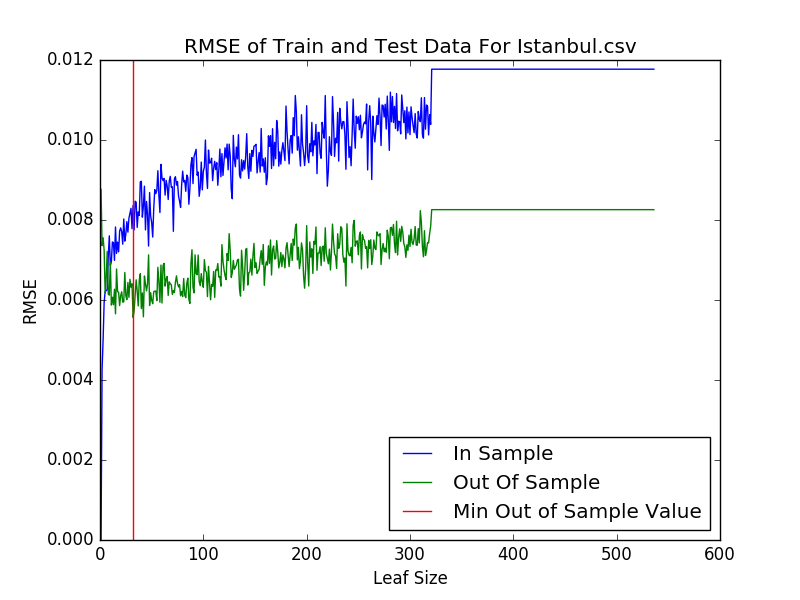 RMSE of Train and Test Data For Istanbul.csv
0.012
0.010
0.008
0.006
0.004
0.002
0.000
RMSE
In Sample
Out Of Sample
Min Out of Sample Value
0 100 200 300 400 500 600
Leaf Size